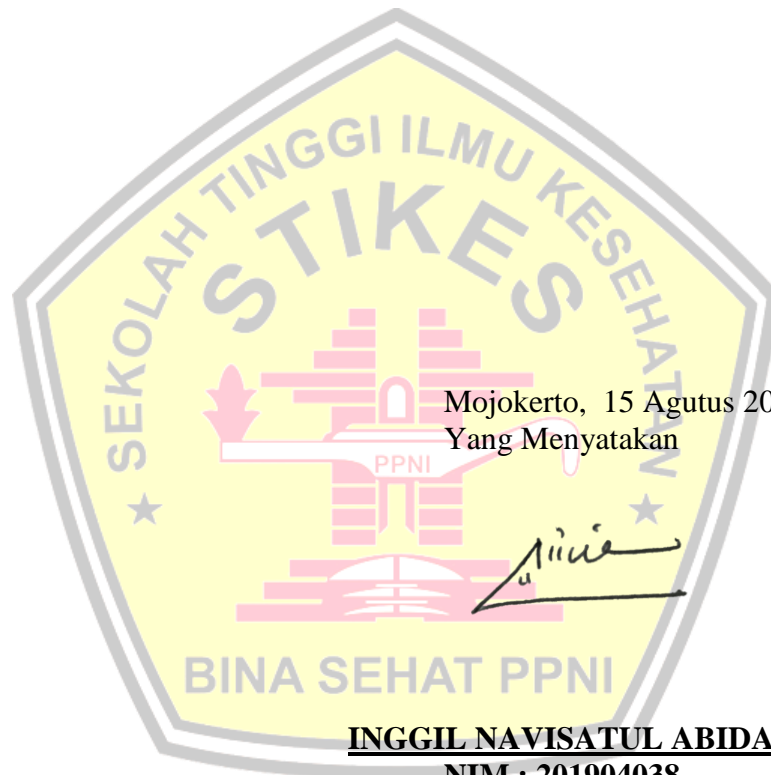 SEKOLAH TINGGI ILMU KESEHATAN
STIKES
Mojokerto, 15 Agutus 20
Yang Menyatakan
PPNI
BINA SEHAT PPNI
INGGIL NAVISATUL ABIDA
NIM : 201904038